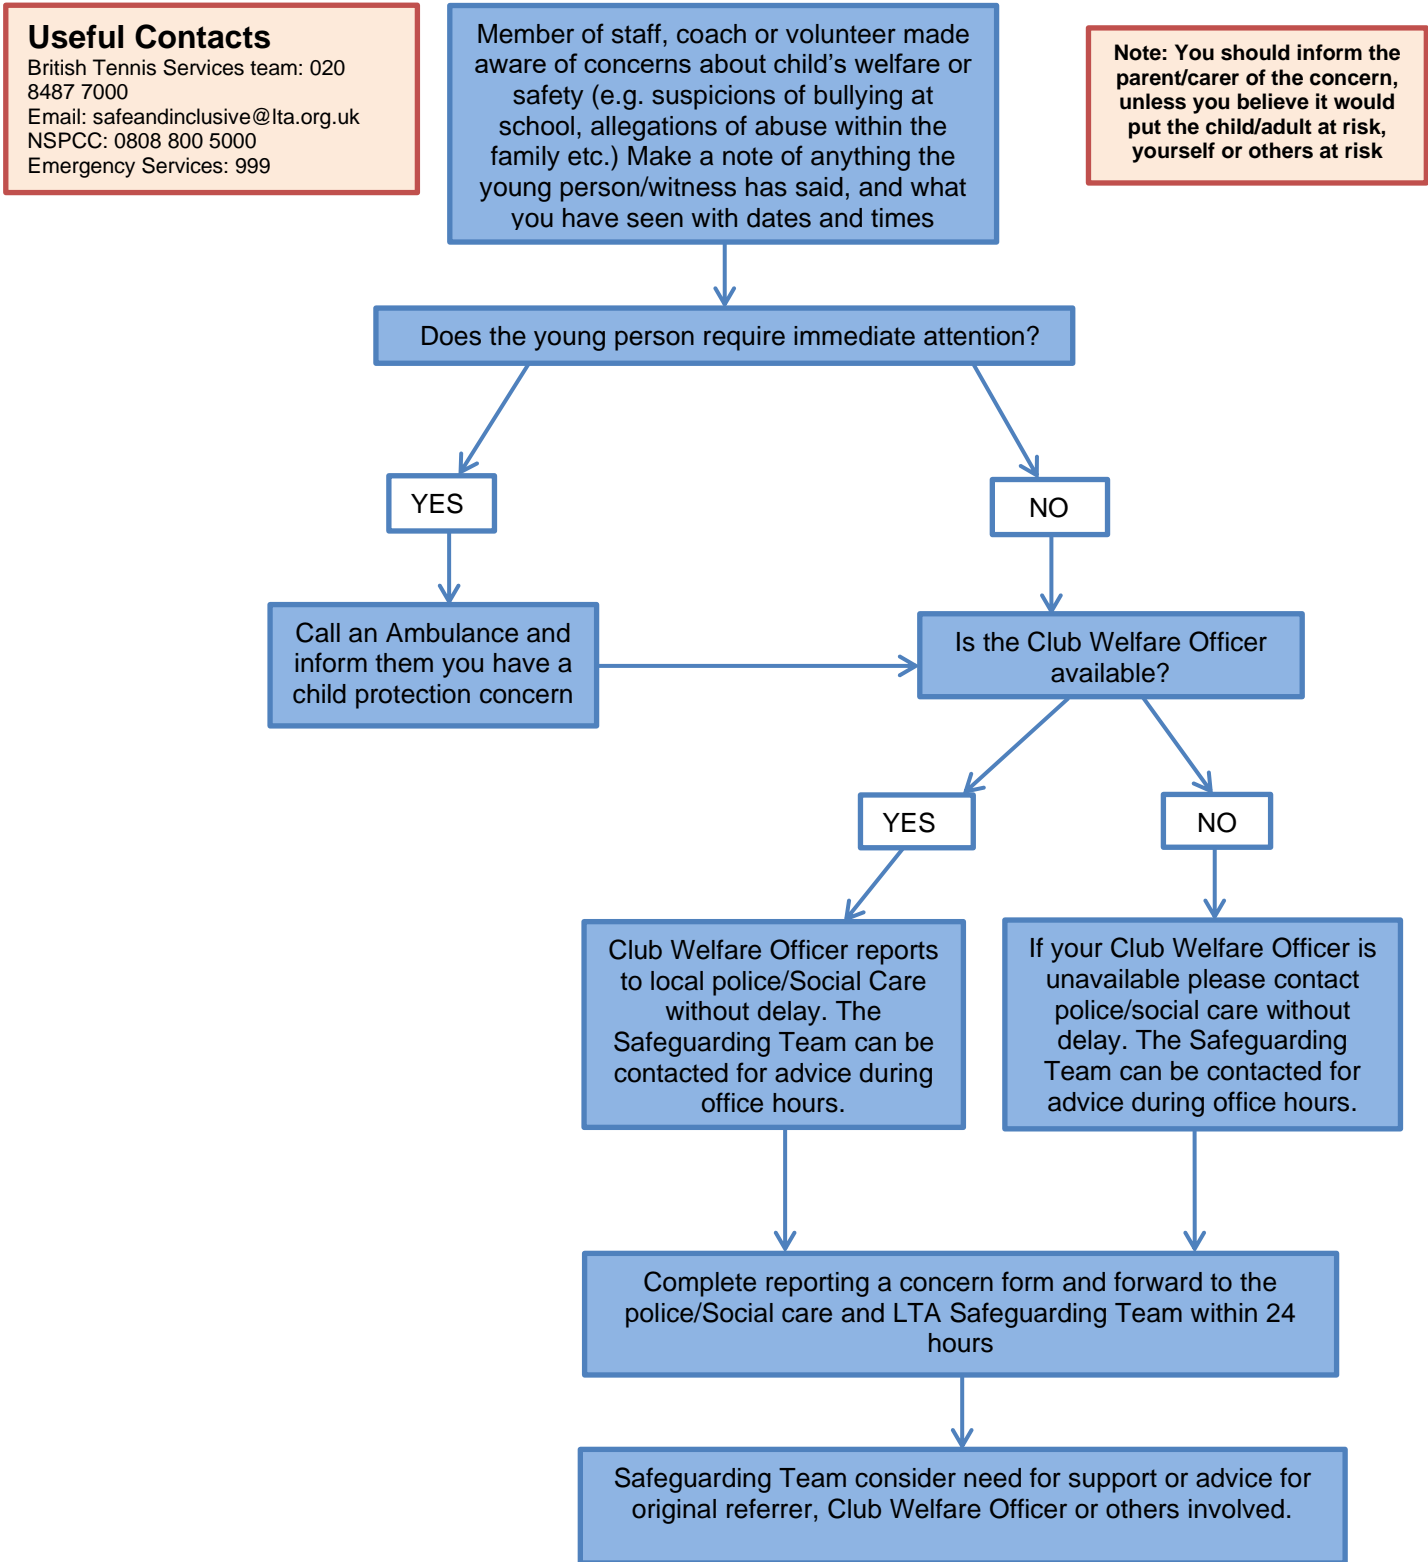 Useful Contacts
British Tennis Services team: 020
8487 7000
Email: safeandinclusive@lta.org.uk
NSPCC: 0808 800 5000
Emergency Services: 999
Member of staff, coach or volunteer made
aware of concerns about child’s welfare or
safety (e.g. suspicions of bullying at
school, allegations of abuse within the
family etc.) Make a note of anything the
young person/witness has said, and what
you have seen with dates and times
Note: You should inform the
parent/carer of the concern,
unless you believe it would
put the child/adult at risk,
yourself or others at risk
Does the young person require immediate attention?
YES
NO
Call an Ambulance and
inform them you have a
child protection concern
Is the Club Welfare Officer
available?
YES
NO
Club Welfare Officer reports
to local police/Social Care
without delay. The
Safeguarding Team can be
contacted for advice during
office hours.
If your Club Welfare Officer is
unavailable please contact
police/social care without
delay. The Safeguarding
Team can be contacted for
advice during office hours.
Complete reporting a concern form and forward to the
police/Social care and LTA Safeguarding Team within 24
hours
Safeguarding Team consider need for support or advice for
original referrer, Club Welfare Officer or others involved.